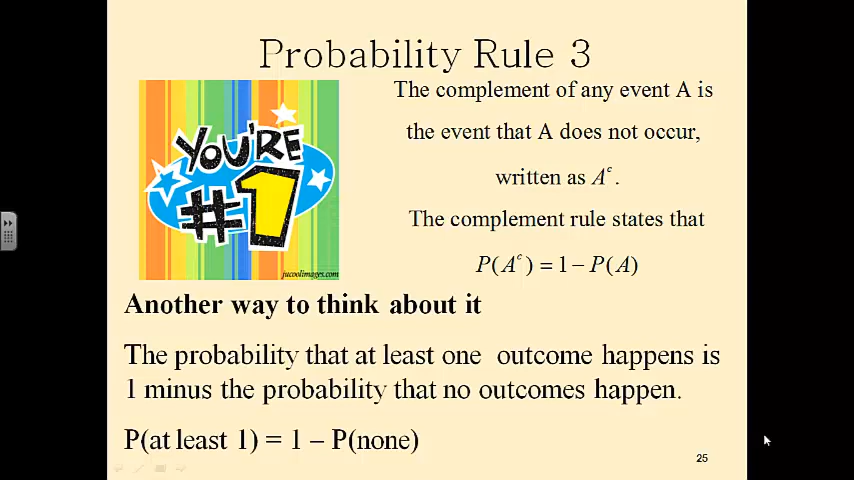 Probability Rule 3
YOU'RE
#1
jucoolimages.com
The complement of any event A is
the event that A does not occur,
written as Aᶜ.
The complement rule states that
P(Aᶜ) = 1 − P(A)
Another way to think about it
The probability that at least one outcome happens is
1 minus the probability that no outcomes happen.
P(at least 1) = 1 – P(none)
25